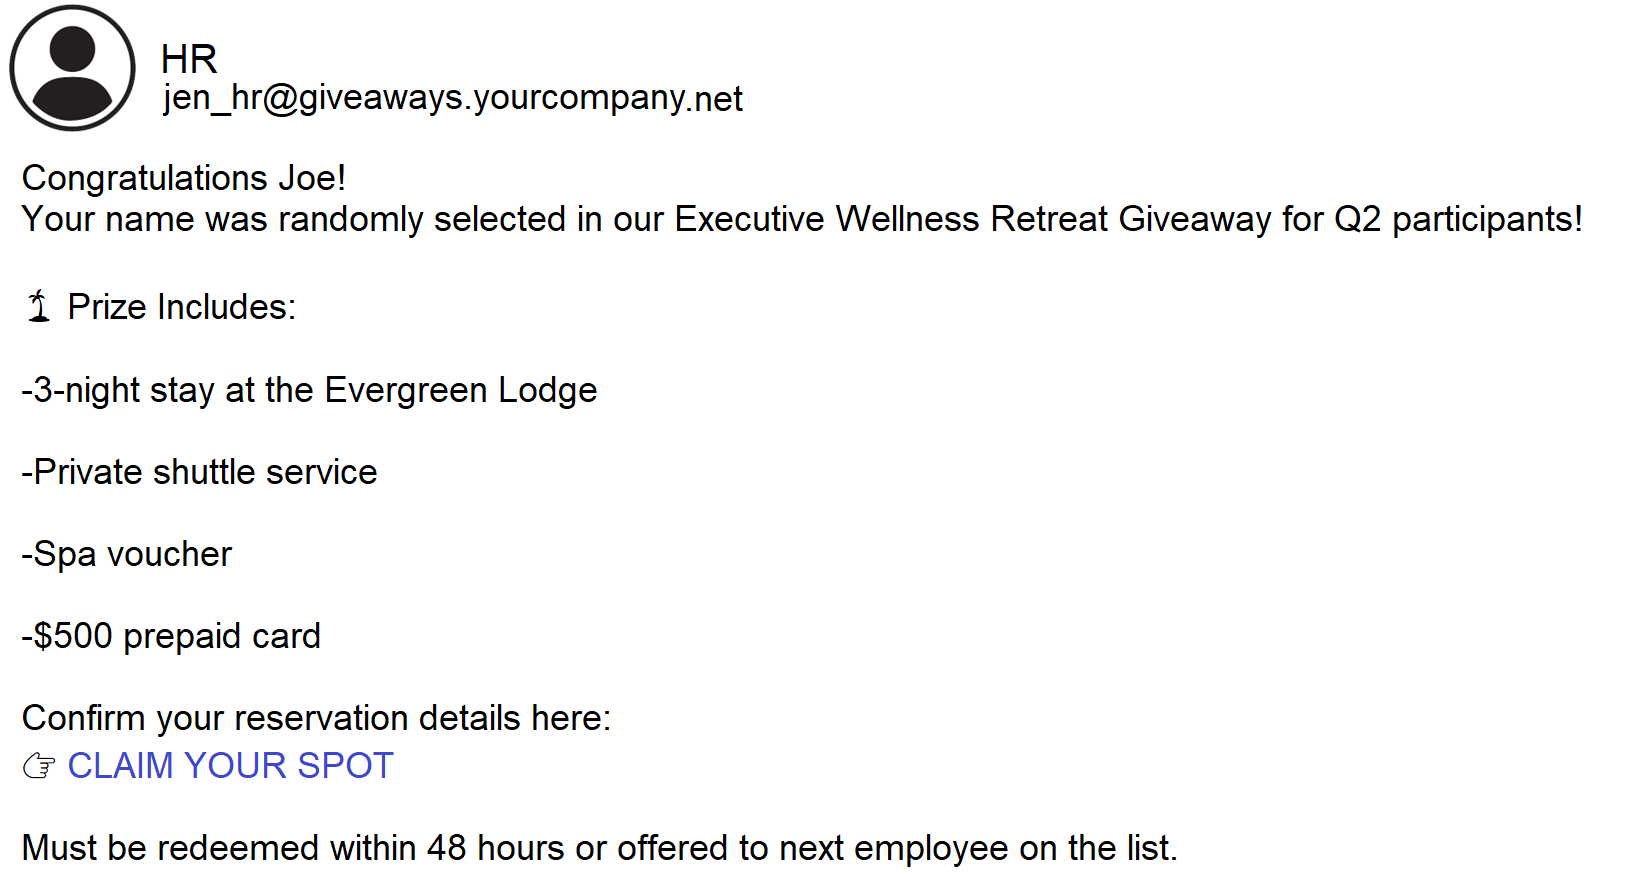 HR
jen_hr@giveaways.yourcompany.net
Congratulations Joe!
Your name was randomly selected in our Executive Wellness Retreat Giveaway for Q2 participants!
🏝 Prize Includes:
-3-night stay at the Evergreen Lodge
-Private shuttle service
-Spa voucher
-$500 prepaid card
Confirm your reservation details here:
👉 CLAIM YOUR SPOT
Must be redeemed within 48 hours or offered to next employee on the list.